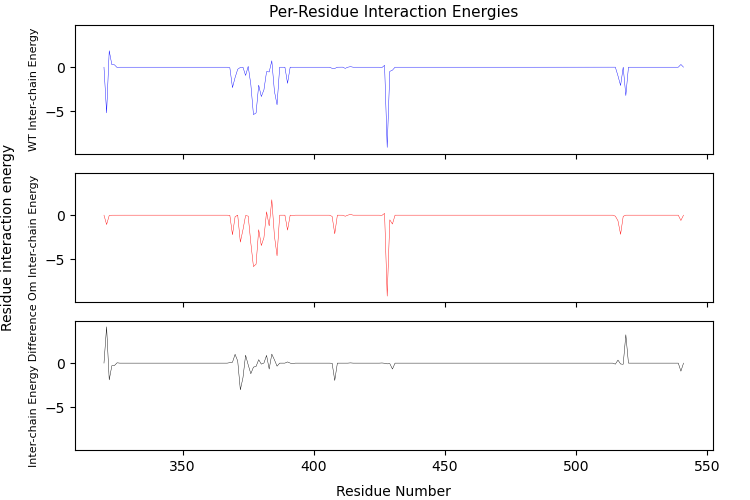 Per-Residue Interaction Energies
Residue interaction energy
WT Inter-chain Energy
0
−5
Om Inter-chain Energy
0
−5
Inter-chain Energy Difference
0
−5
350
400
450
500
550
Residue Number